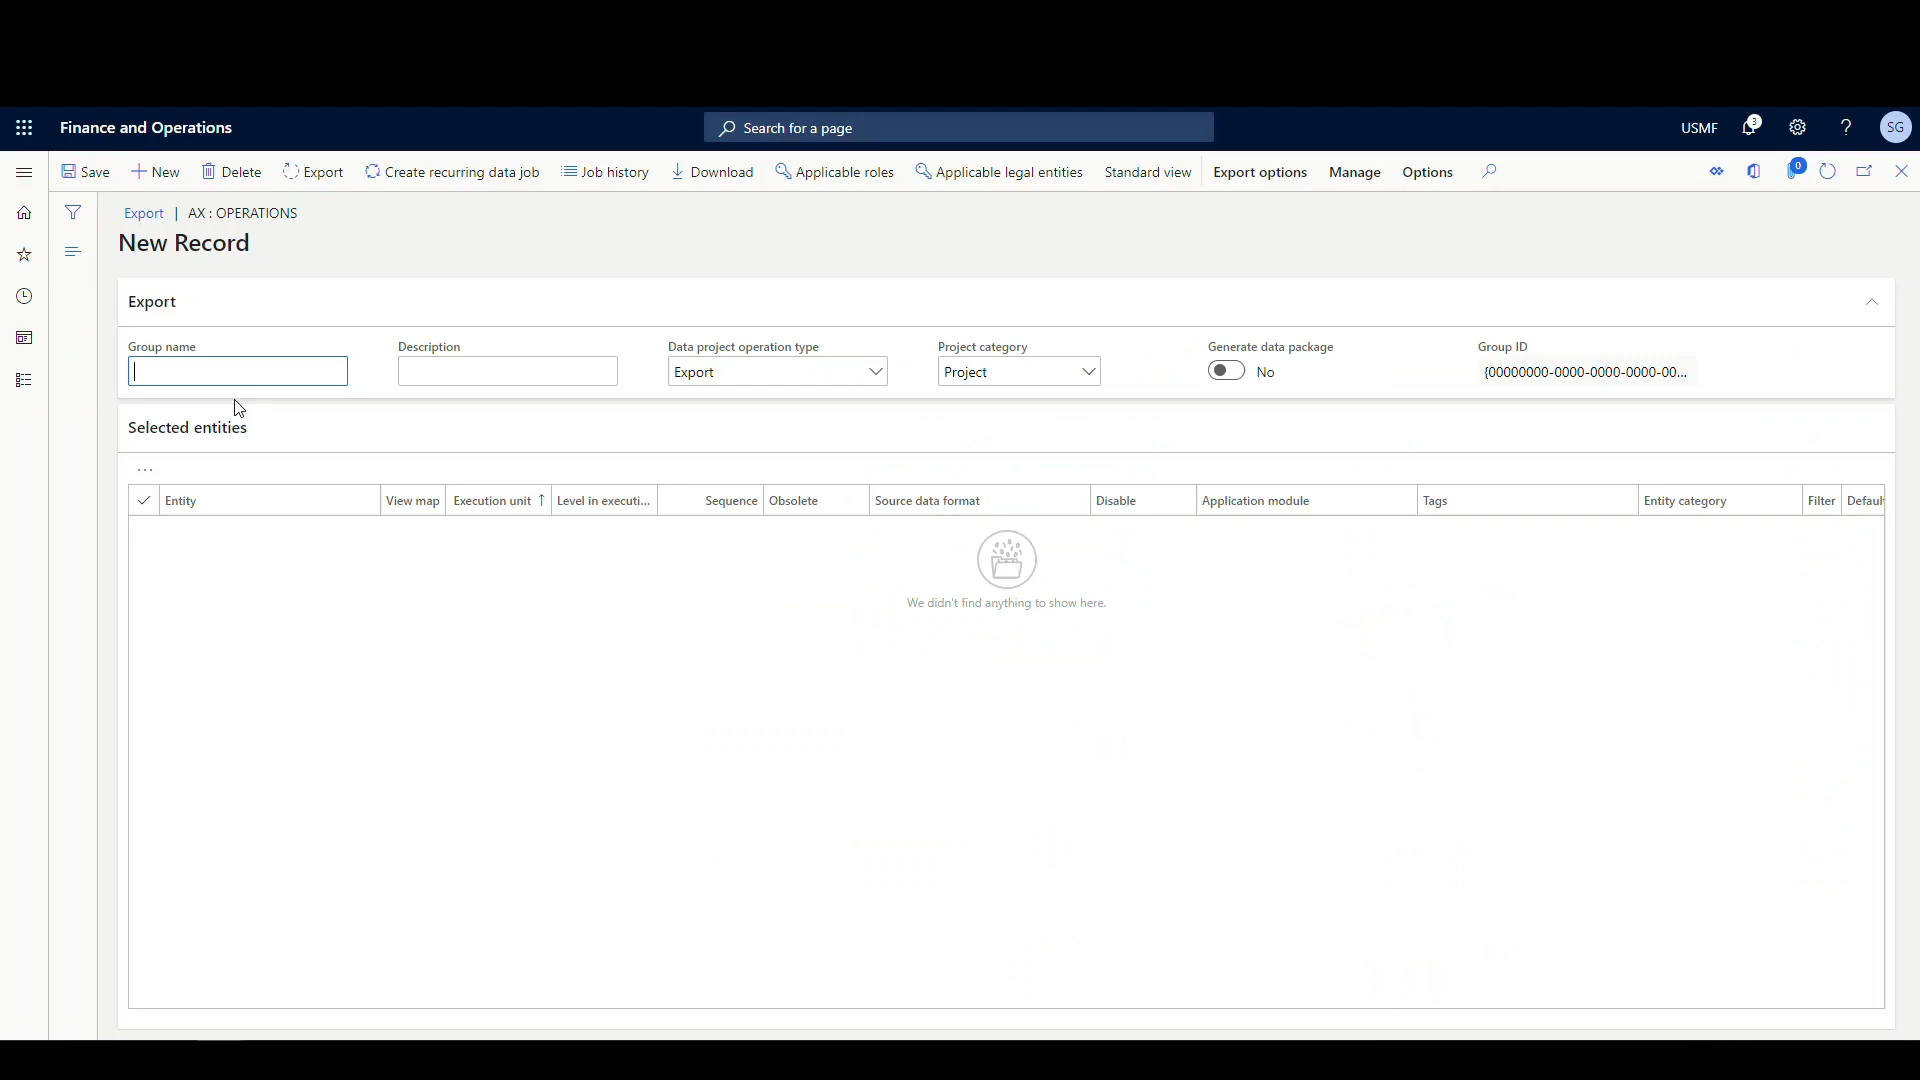 Finance and Operations
Search for a page
USMF
3
SG
Save
New
Delete
Export
Create recurring data job
Job history
Download
Applicable roles
Applicable legal entities
Standard view
Export options
Manage
Options
0
Export | AX : OPERATIONS
New Record
Export
Group name
Description
Data project operation type
Export
Project category
Project
Generate data package
No
Group ID
{00000000-0000-0000-0000-00...
Selected entities
...
Entity
View map
Execution unit
Level in executi...
Sequence
Obsolete
Source data format
Disable
Application module
Tags
Entity category
Filter
Defaul
We didn't find anything to show here.